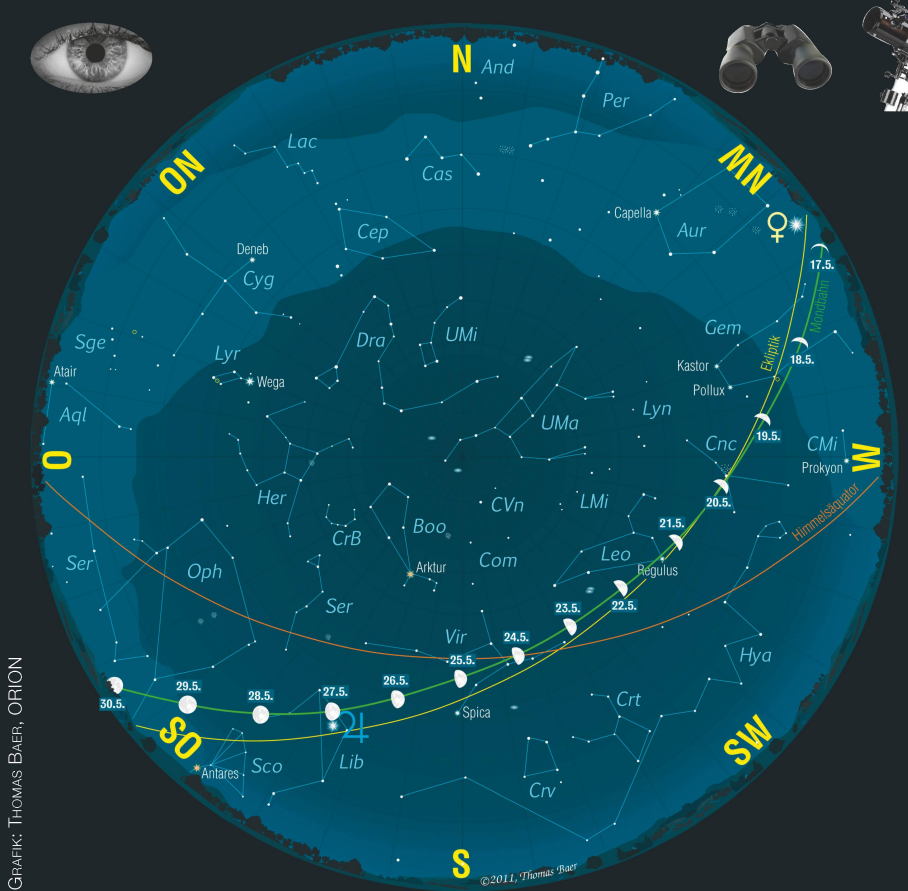 N
And
Per
Lac
NO
NW
Cas
Capella
Cep
Aur
♀
Deneb
17.5.
Cyg
Mondbahn
Gem
Sge
Dra
UMi
18.5.
Lyr
Ekliptik
Kastor
Atair
Wega
Pollux
Aql
Lyn
UMa
19.5.
Cnc
CMi
O
W
Prokyon
Her
CVn
LMi
20.5.
Himmelsäquator
CrB
Boo
21.5.
Ser
Oph
Com
Leo
Arktur
Regulus
Ser
23.5.
22.5.
Vir
24.5.
25.5.
Hya
29.5.
28.5.
27.5.
26.5.
30.5.
Crt
♃
Spica
SO
SW
Antares
Sco
Lib
Crv
S
©2011, Thomas Baer
GRAFIK: THOMAS BAER, ORION